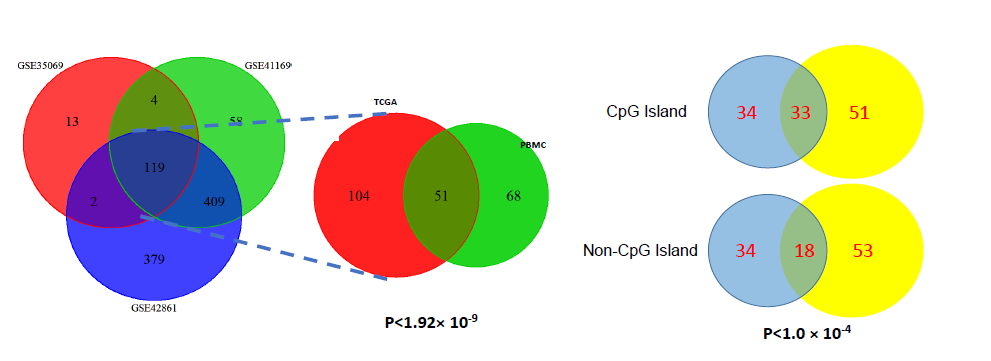 GSE35069
GSE41169
4
13
58
119
2
409
379
GSE42861
TCGA
PBMC
104
51
68
P<1.92× 10-9
CpG Island
34
33
51
Non-CpG Island
34
18
53
P<1.0 × 10-4